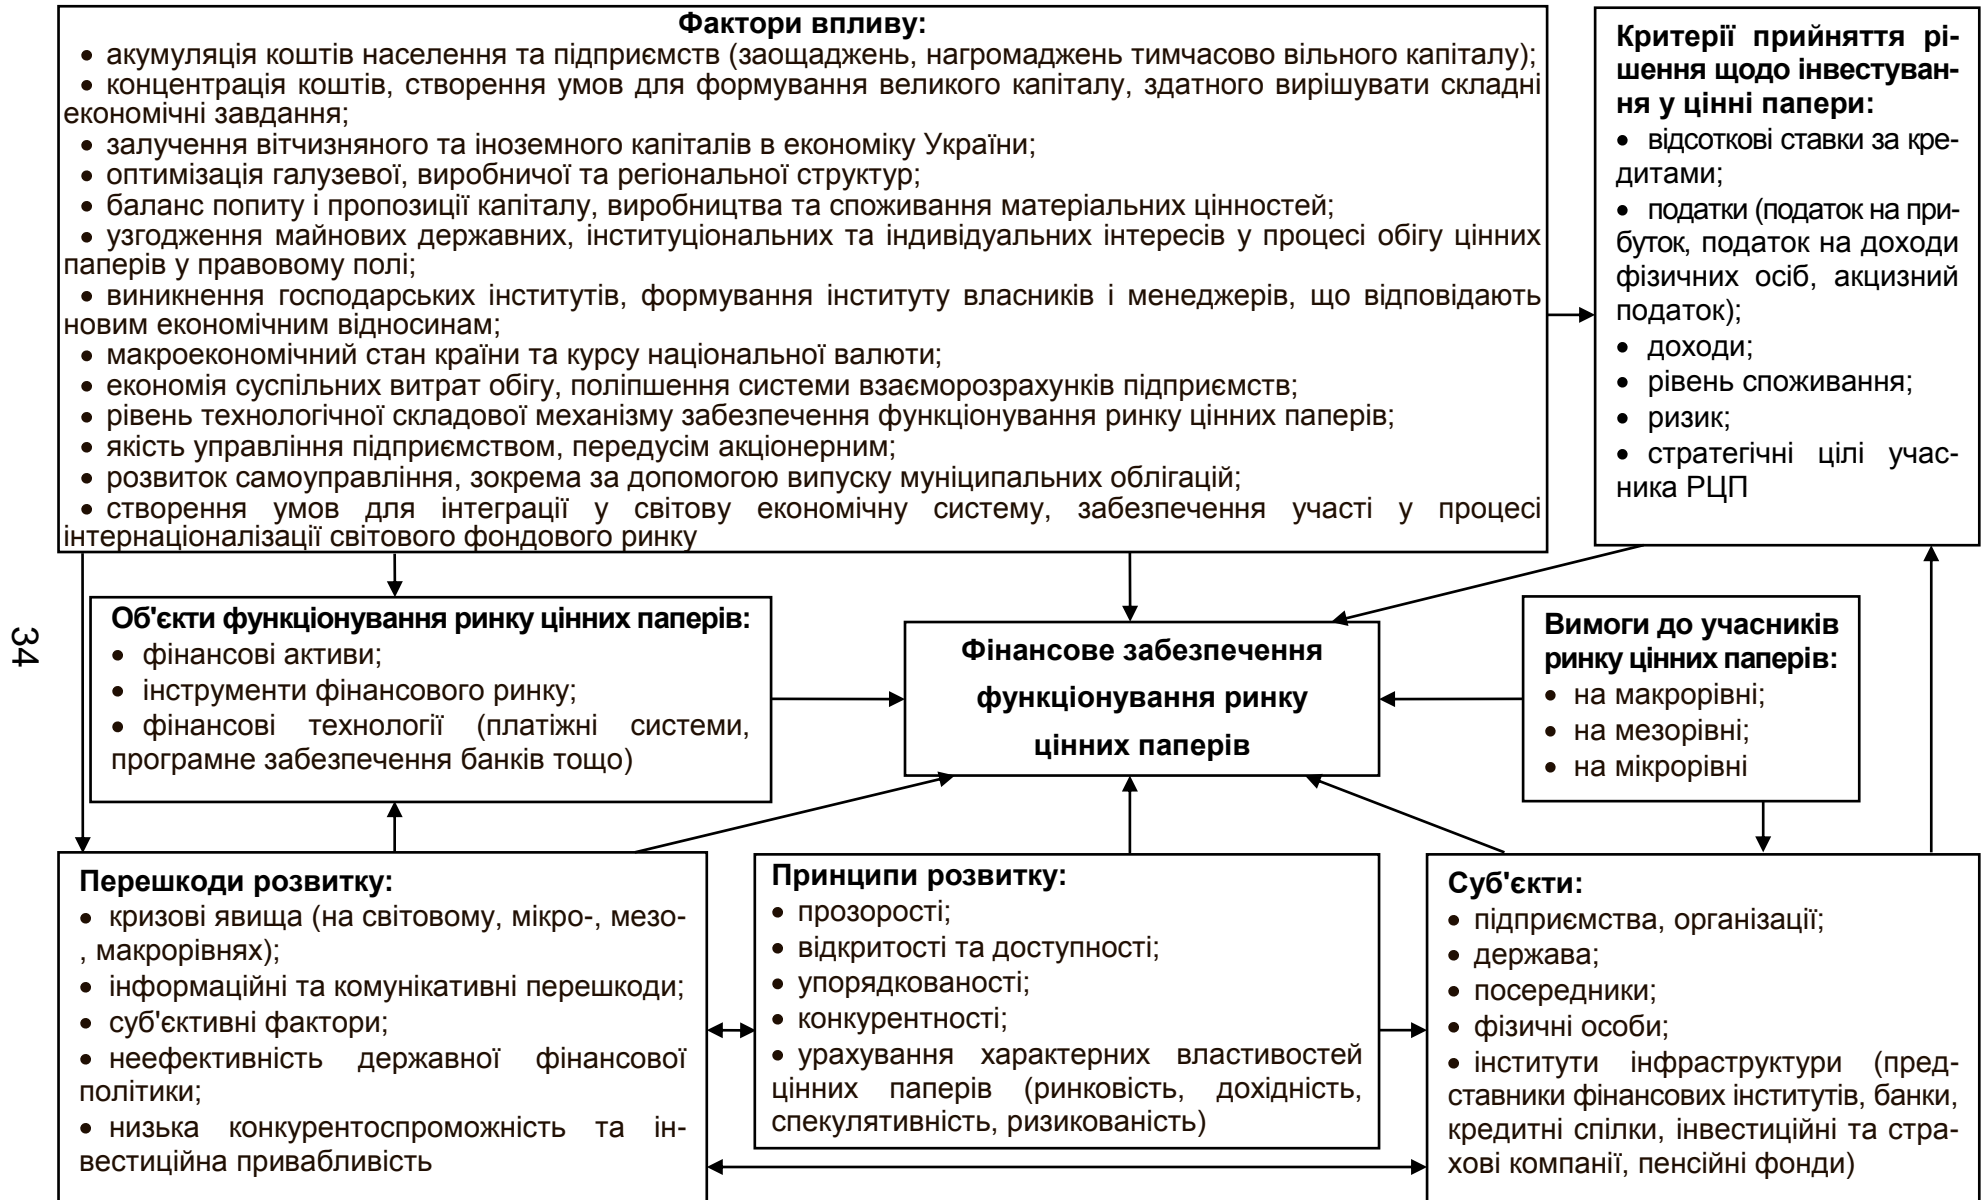 Фактори впливу:
• акумуляція коштів населення та підприємств (заощаджень, нагромаджень тимчасово вільного капіталу);
• концентрація коштів, створення умов для формування великого капіталу, здатного вирішувати складні
економічні завдання;
• залучення вітчизняного та іноземного капіталів в економіку України;
• оптимізація галузевої, виробничої та регіональної структур;
• баланс попиту і пропозиції капіталу, виробництва та споживання матеріальних цінностей;
• узгодження майнових державних, інституціональних та індивідуальних інтересів у процесі обігу цінних
паперів у правовому полі;
• виникнення господарських інститутів, формування інституту власників і менеджерів, що відповідають
новим економічним відносинам;
• макроекономічний стан країни та курсу національної валюти;
• економія суспільних витрат обігу, поліпшення системи взаєморозрахунків підприємств;
• рівень технологічної складової механізму забезпечення функціонування ринку цінних паперів;
• якість управління підприємством, передусім акціонерним;
• розвиток самоуправління, зокрема за допомогою випуску муніципальних облігацій;
• створення умов для інтеграції у світову економічну систему, забезпечення участі у процесі
інтернаціоналізації світового фондового ринку
Критерії прийняття рі-
шення щодо інвестуван-
ня у цінні папери:
• відсоткові ставки за кре-
дитами;
• податки (податок на при-
буток, податок на доходи
фізичних осіб, акцизний
податок);
• доходи;
• рівень споживання;
• ризик;
• стратегічні цілі учас-
ника РЦП
34
Об'єкти функціонування ринку цінних паперів:
• фінансові активи;
• інструменти фінансового ринку;
• фінансові технології (платіжні системи,
програмне забезпечення банків тощо)
Фінансове забезпечення
функціонування ринку
цінних паперів
Вимоги до учасників
ринку цінних паперів:
• на макрорівні;
• на мезорівні;
• на мікрорівні
Перешкоди розвитку:
• кризові явища (на світовому, мікро-, мезо-
, макрорівнях);
• інформаційні та комунікативні перешкоди;
• суб'єктивні фактори;
• неефективність державної фінансової
політики;
• низька конкурентоспроможність та ін-
вестиційна привабливість
Принципи розвитку:
• прозорості;
• відкритості та доступності;
• упорядкованості;
• конкурентності;
• урахування характерних властивостей
цінних паперів (ринковість, дохідність,
спекулятивність, ризикованість)
Суб'єкти:
• підприємства, організації;
• держава;
• посередники;
• фізичні особи;
• інститути інфраструктури (пред-
ставники фінансових інститутів, банки,
кредитні спілки, інвестиційні та стра-
хові компанії, пенсійні фонди)